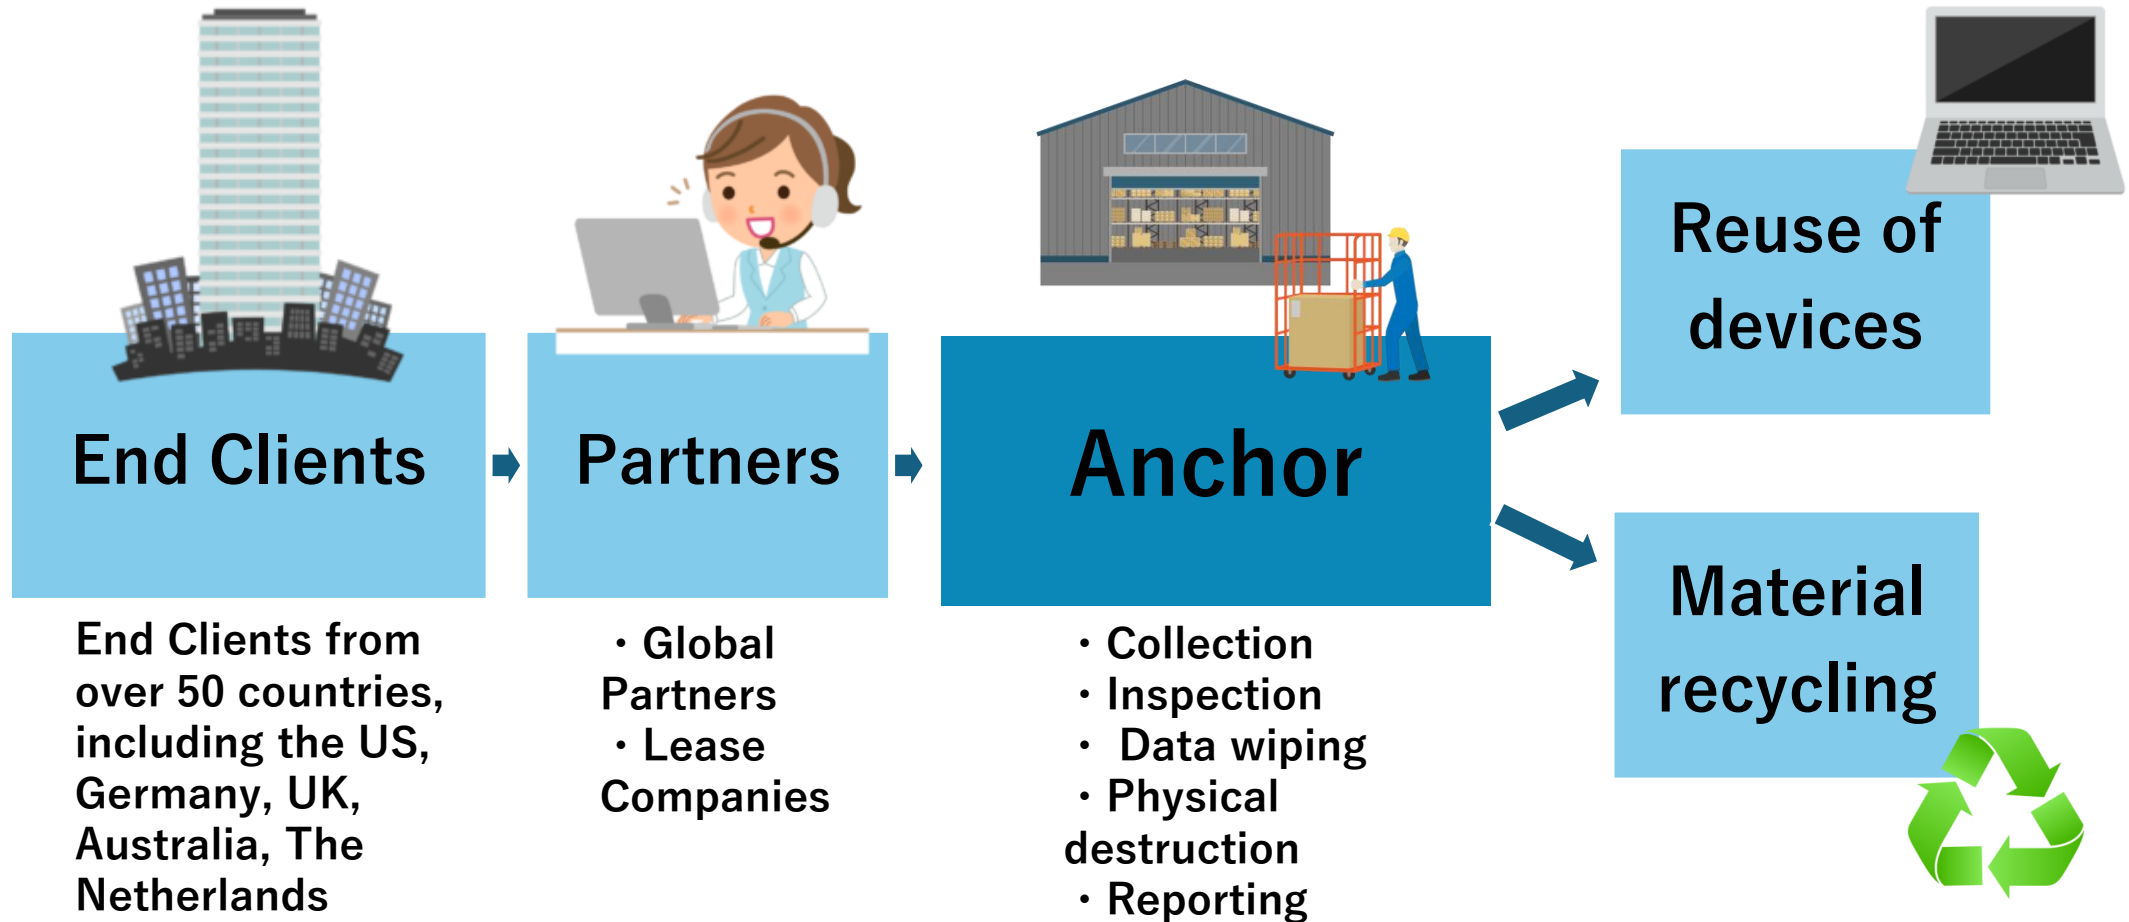 End Clients
Partners
Anchor
Reuse of
devices
Material
recycling
End Clients from
over 50 countries,
including the US,
Germany, UK,
Australia, The
Netherlands
・Global
Partners
・Lease
Companies
・Collection
・Inspection
・ Data wiping
・Physical
destruction
・Reporting